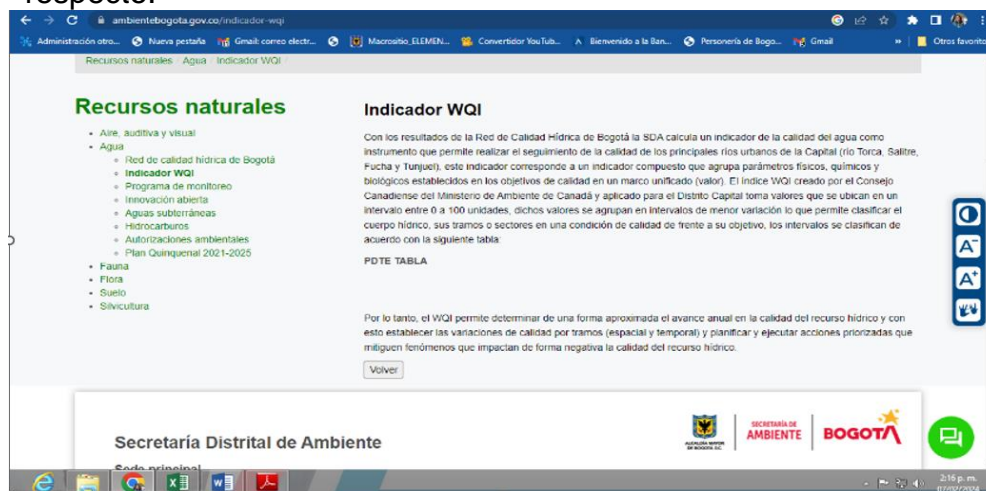 respecto.
ambientebogota.gov.co/indicador-wqi
Administración otro... Nueva pestaña Gmail: correo electr... Macrositio_ELEMEN... Convertidor YouTub... Bienvenido a la Ban... Personería de Bogo... Gmail » Otros favorito
Recursos naturales / Agua / Indicador WQI /
Recursos naturales
Aire, auditiva y visual
Agua
Red de calidad hídrica de Bogotá
Indicador WQI
Programa de monitoreo
Innovación abierta
Aguas subterráneas
Hidrocarburos
Autorizaciones ambientales
Plan Quinquenal 2021-2025
Fauna
Flora
Suelo
Silvicultura
Indicador WQI
Con los resultados de la Red de Calidad Hídrica de Bogotá la SDA calcula un indicador de la calidad del agua como
instrumento que permite realizar el seguimiento de la calidad de los principales ríos urbanos de la Capital (río Torca, Salitre,
Fucha y Tunjuel), este indicador corresponde a un indicador compuesto que agrupa parámetros físicos, químicos y
biológicos establecidos en los objetivos de calidad en un marco unificado (valor). El índice WQI creado por el Consejo
Canadiense del Ministerio de Ambiente de Canadá y aplicado para el Distrito Capital toma valores que se ubican en un
intervalo entre 0 a 100 unidades, dichos valores se agrupan en intervalos de menor variación lo que permite clasificar el
cuerpo hídrico, sus tramos o sectores en una condición de calidad de frente a su objetivo, los intervalos se clasifican de
acuerdo con la siguiente tabla:
PDTE TABLA
Por lo tanto, el WQI permite determinar de una forma aproximada el avance anual en la calidad del recurso hídrico y con
esto establecer las variaciones de calidad por tramos (espacial y temporal) y planificar y ejecutar acciones priorizadas que
mitiguen fenómenos que impactan de forma negativa la calidad del recurso hídrico.
Volver
A-
A+
Secretaría Distrital de Ambiente
Sede principal
ALCALDÍA MAYOR
DE BOGOTÁ D.C.
SECRETARÍA DE
AMBIENTE
BOGOTÁ
2:16 p. m.
07/02/2024